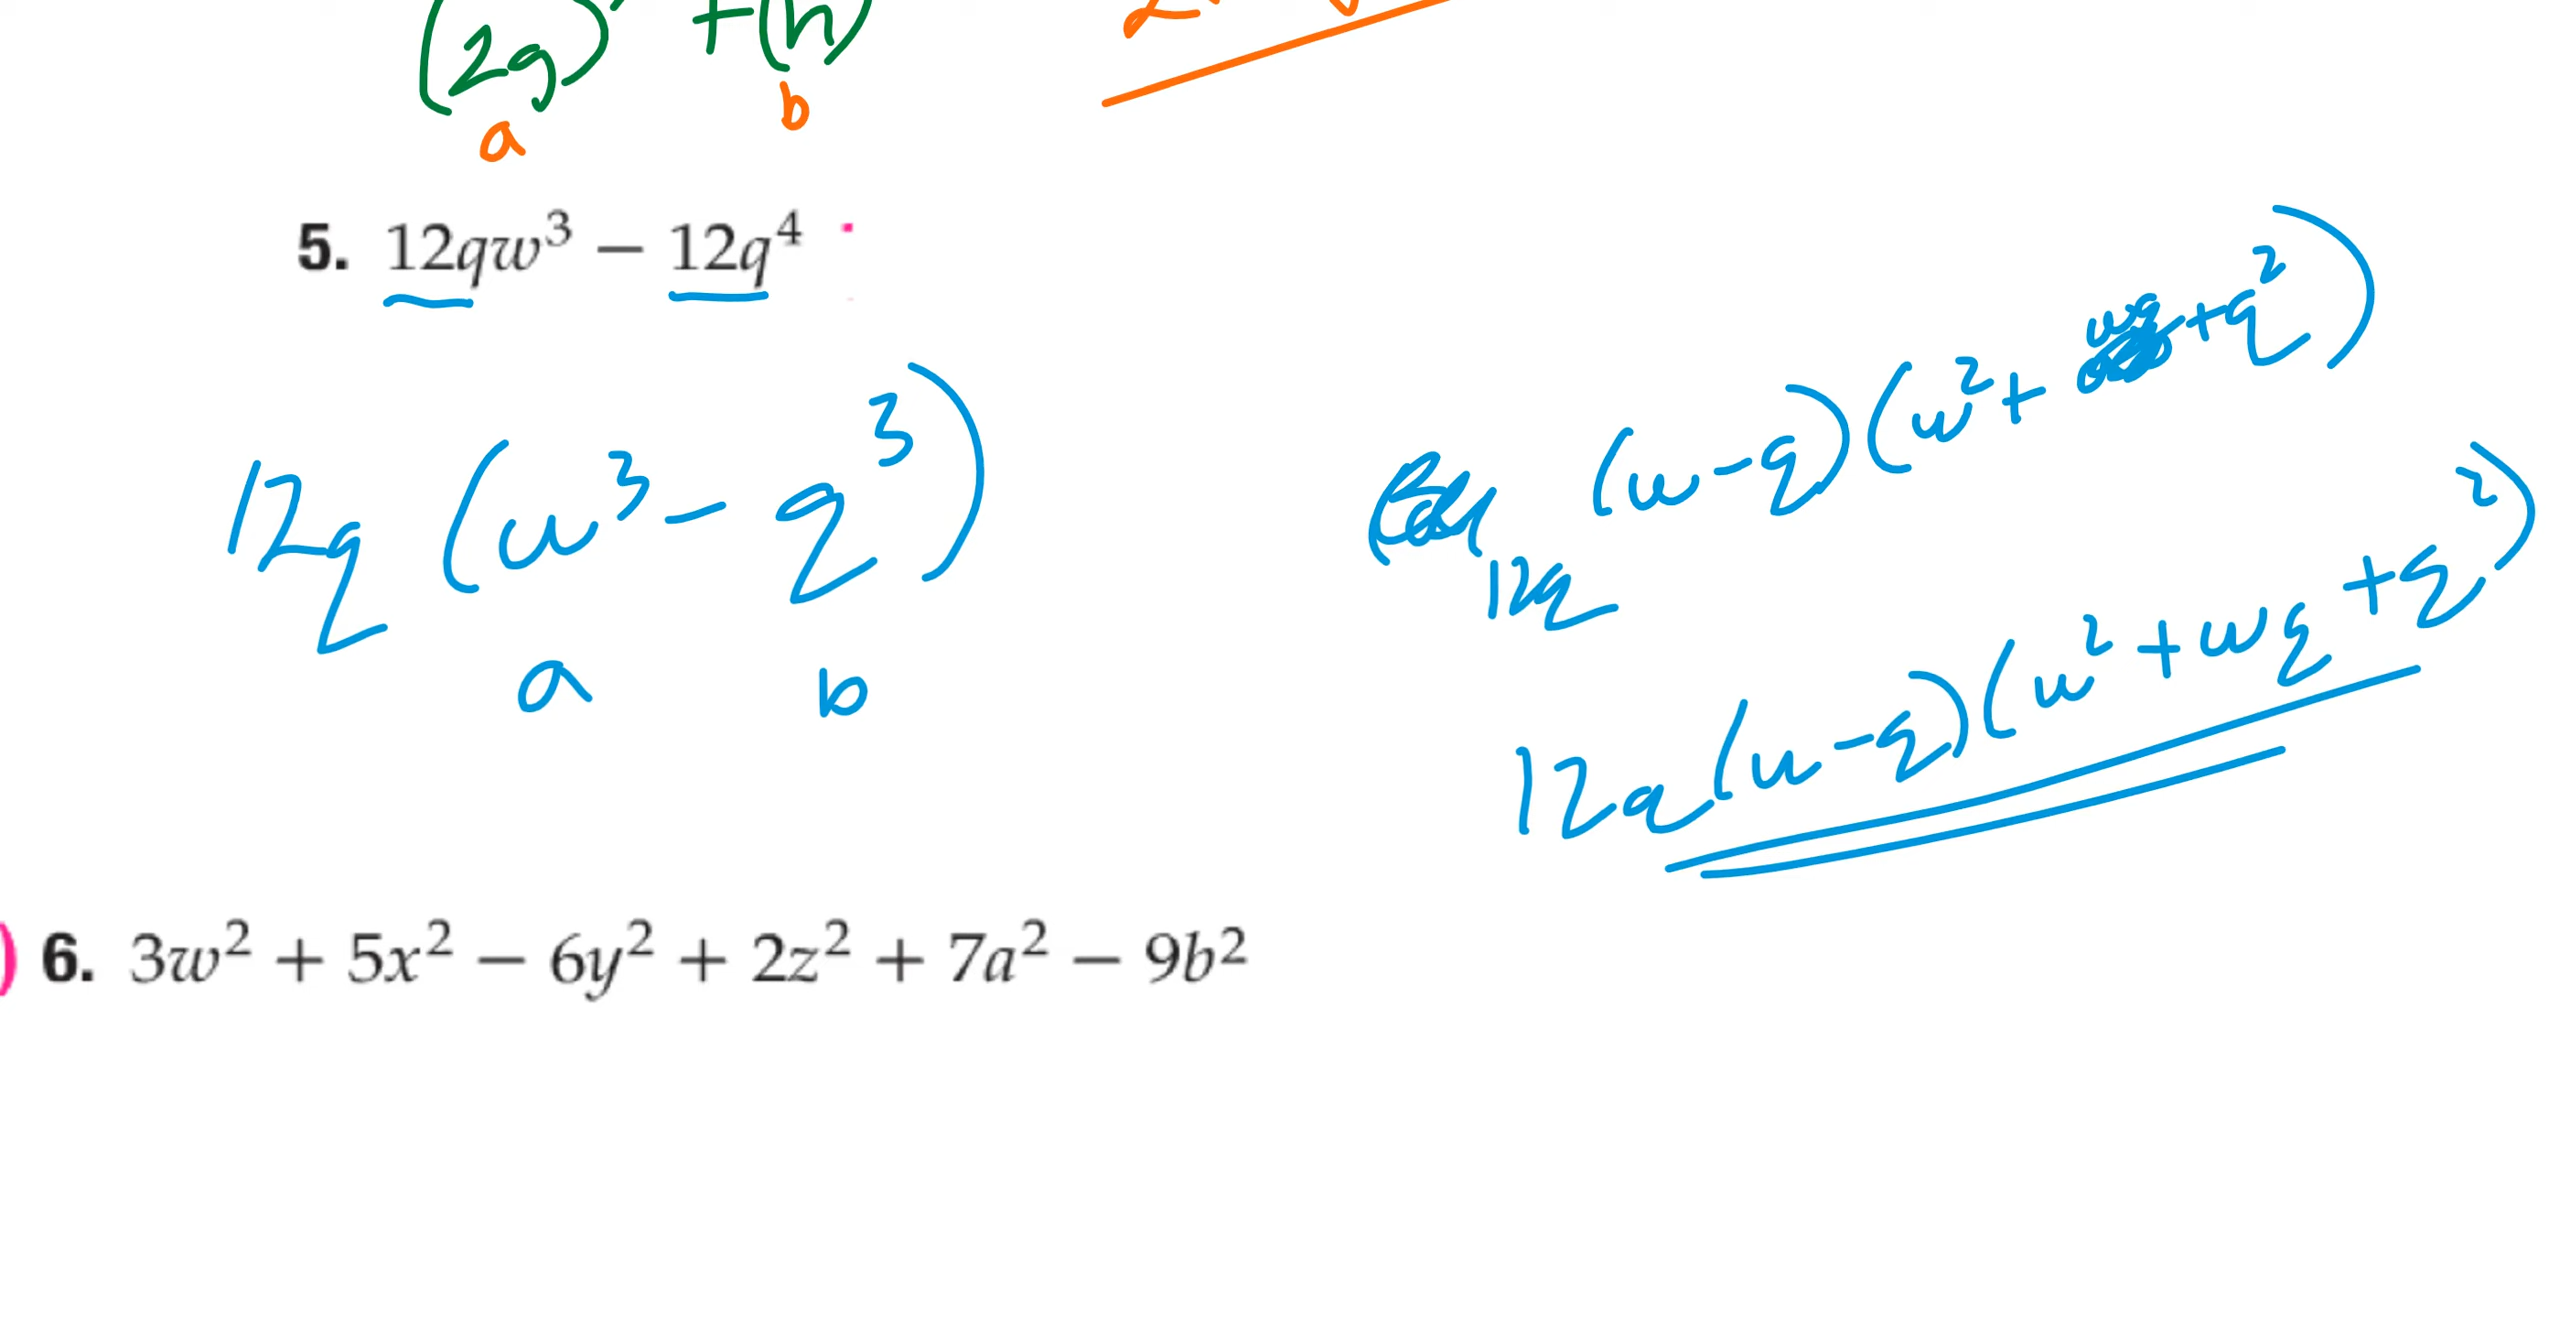 (2g) + (h)
a b
5. 12qw³ − 12q⁴
12q (w³ − q³)
a b
(w−q)(w²+ wq +q²)
12q
12q(w−q)(w²+wq+q²)
6. 3w² + 5x² − 6y² + 2z² + 7a² − 9b²